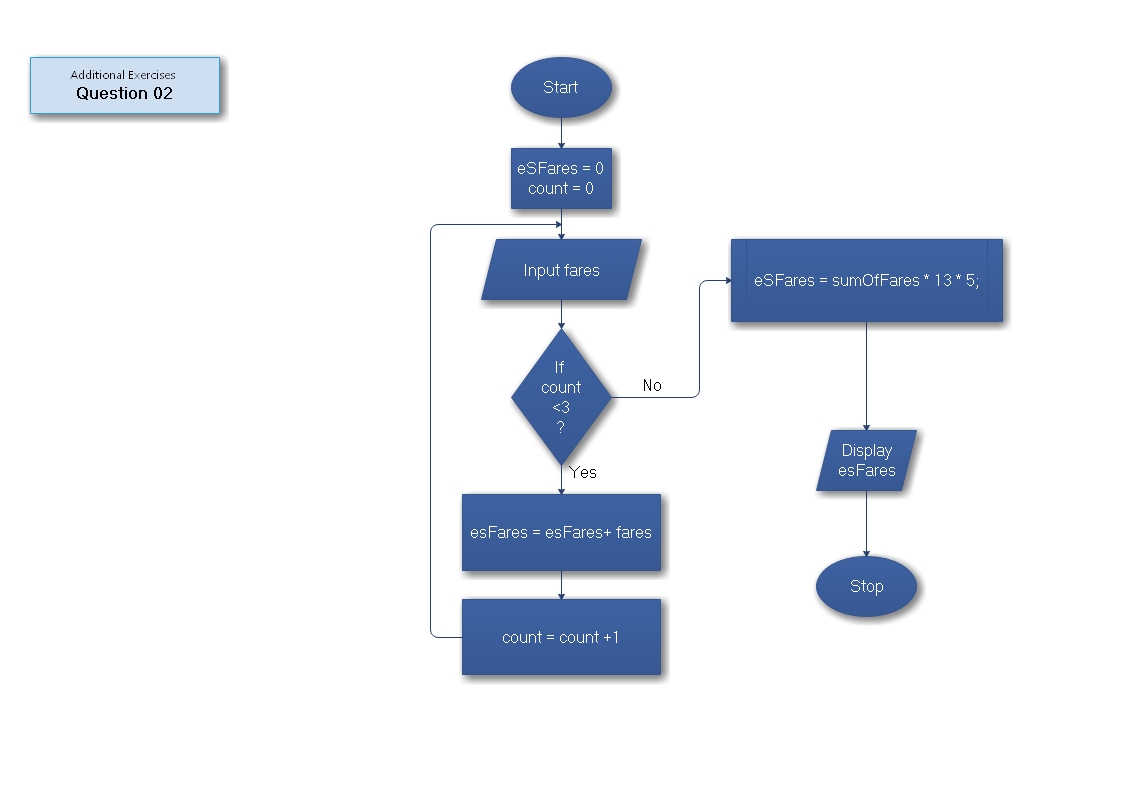 Additional Exercises
Question 02
Start
eSFares = 0
count = 0
Input fares
If
count
<3
?
No
Yes
esFares = esFares+ fares
count = count +1
eSFares = sumOfFares * 13 * 5;
Display
esFares
Stop